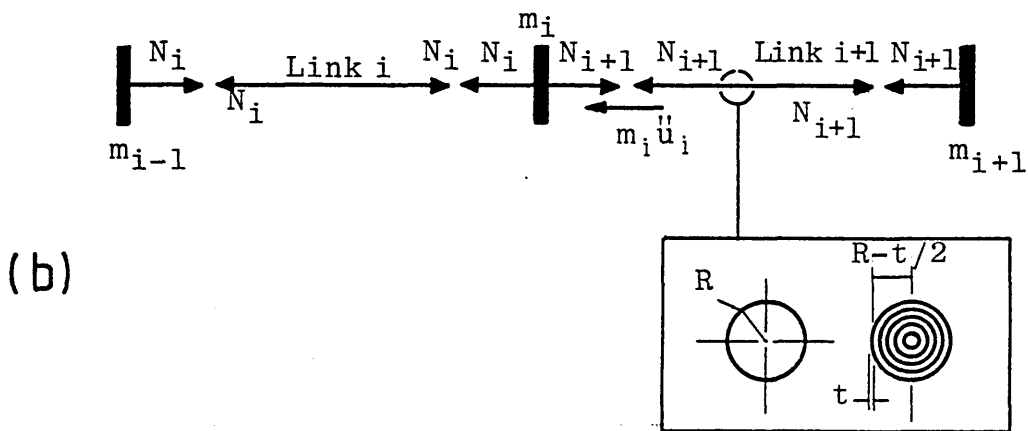 m_i
N_i Link i N_i N_i N_{i+1} N_{i+1} Link i+1 N_{i+1}
N_i m_i ü_i N_{i+1}
m_{i-1} m_{i+1}
(b)
R-t/2
R
t